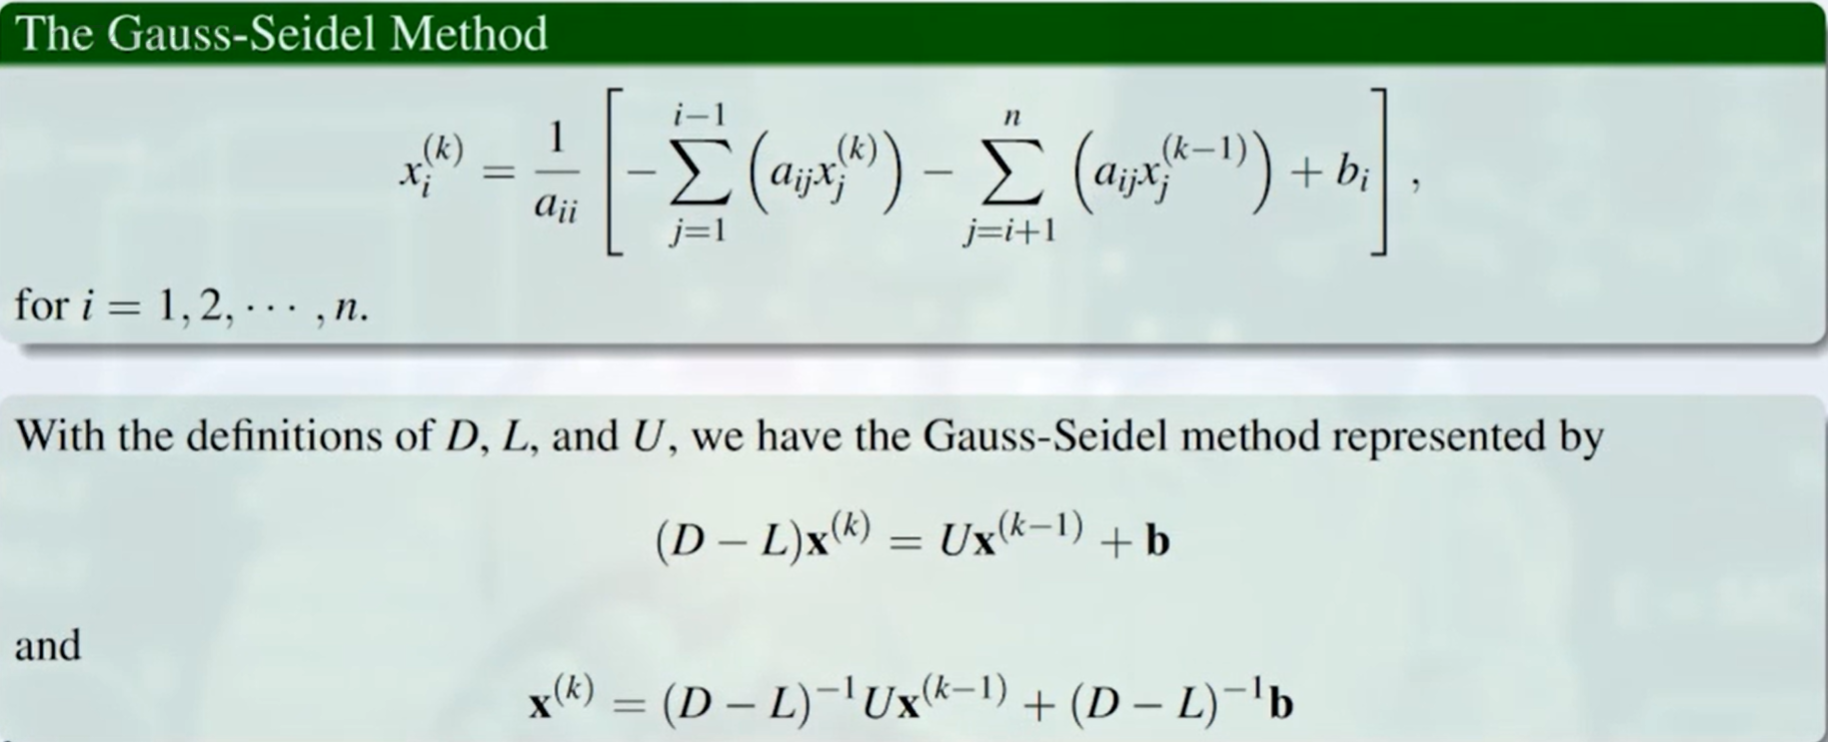 The Gauss-Seidel Method
$x_i^{(k)} = \frac{1}{a_{ii}} \left[ -\sum_{j=1}^{i-1} \left( a_{ij} x_j^{(k)} \right) - \sum_{j=i+1}^{n} \left( a_{ij} x_j^{(k-1)} \right) + b_i \right],$
for $i = 1, 2, \cdots, n.$
With the definitions of $D$, $L$, and $U$, we have the Gauss-Seidel method represented by
$(D - L)\mathbf{x}^{(k)} = U\mathbf{x}^{(k-1)} + \mathbf{b}$
and
$\mathbf{x}^{(k)} = (D - L)^{-1} U\mathbf{x}^{(k-1)} + (D - L)^{-1}\mathbf{b}$